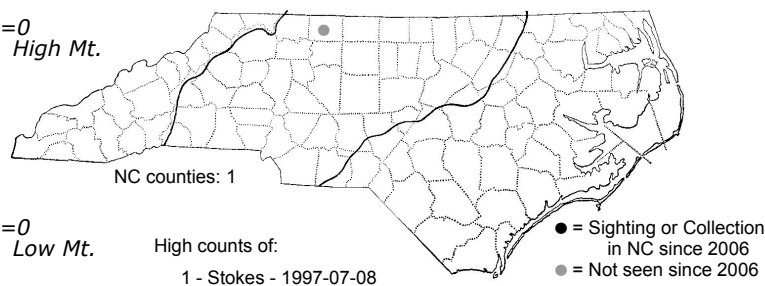 =0
High Mt.
NC counties: 1
=0
Low Mt.
High counts of:
1 - Stokes - 1997-07-08
● = Sighting or Collection
in NC since 2006
● = Not seen since 2006